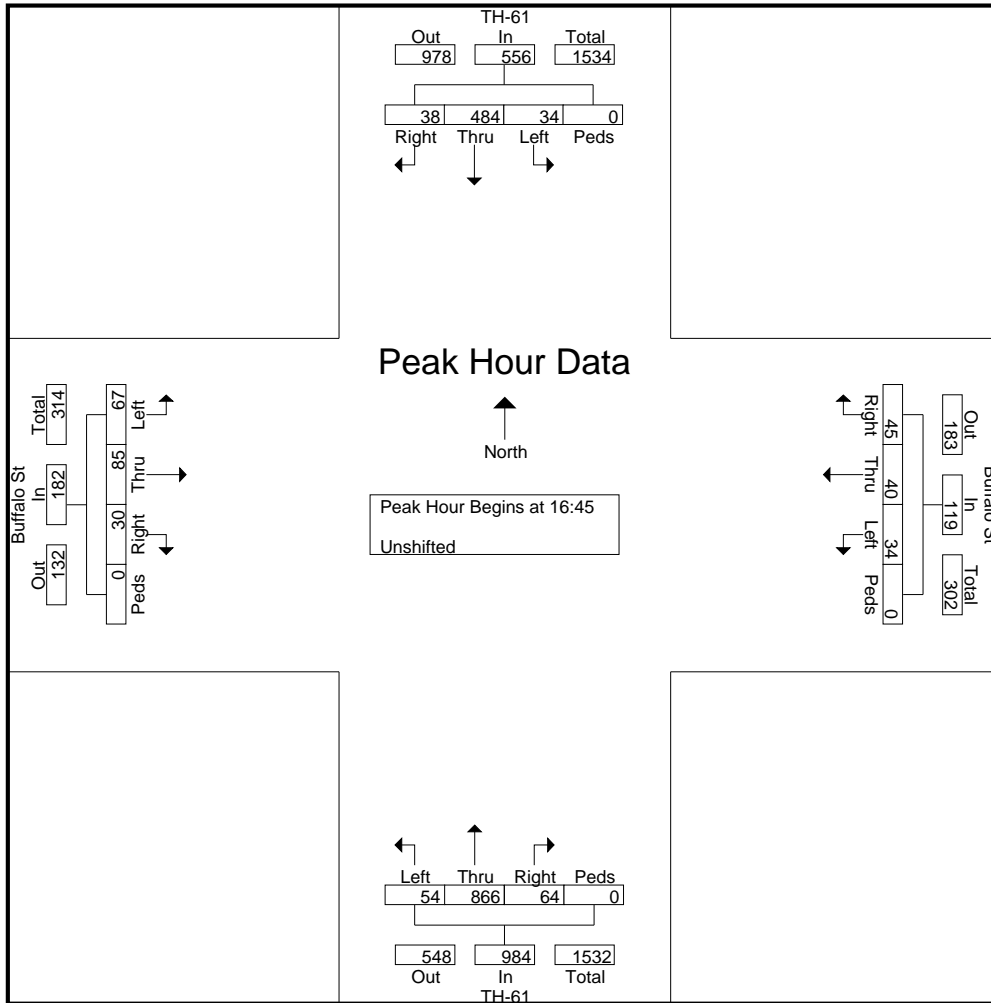 TH-61
Out In Total
978 556 1534
38 484 34 0
Right Thru Left Peds
Peak Hour Data
North
Peak Hour Begins at 16:45
Unshifted
Buffalo St
Total In Out
314 182 132
67 85 30 0
Left Thru Right Peds
Buffalo St
Out In Total
183 119 302
45 40 34 0
Right Thru Left Peds
Left Thru Right Peds
54 866 64 0
548 984 1532
Out In Total
TH-61